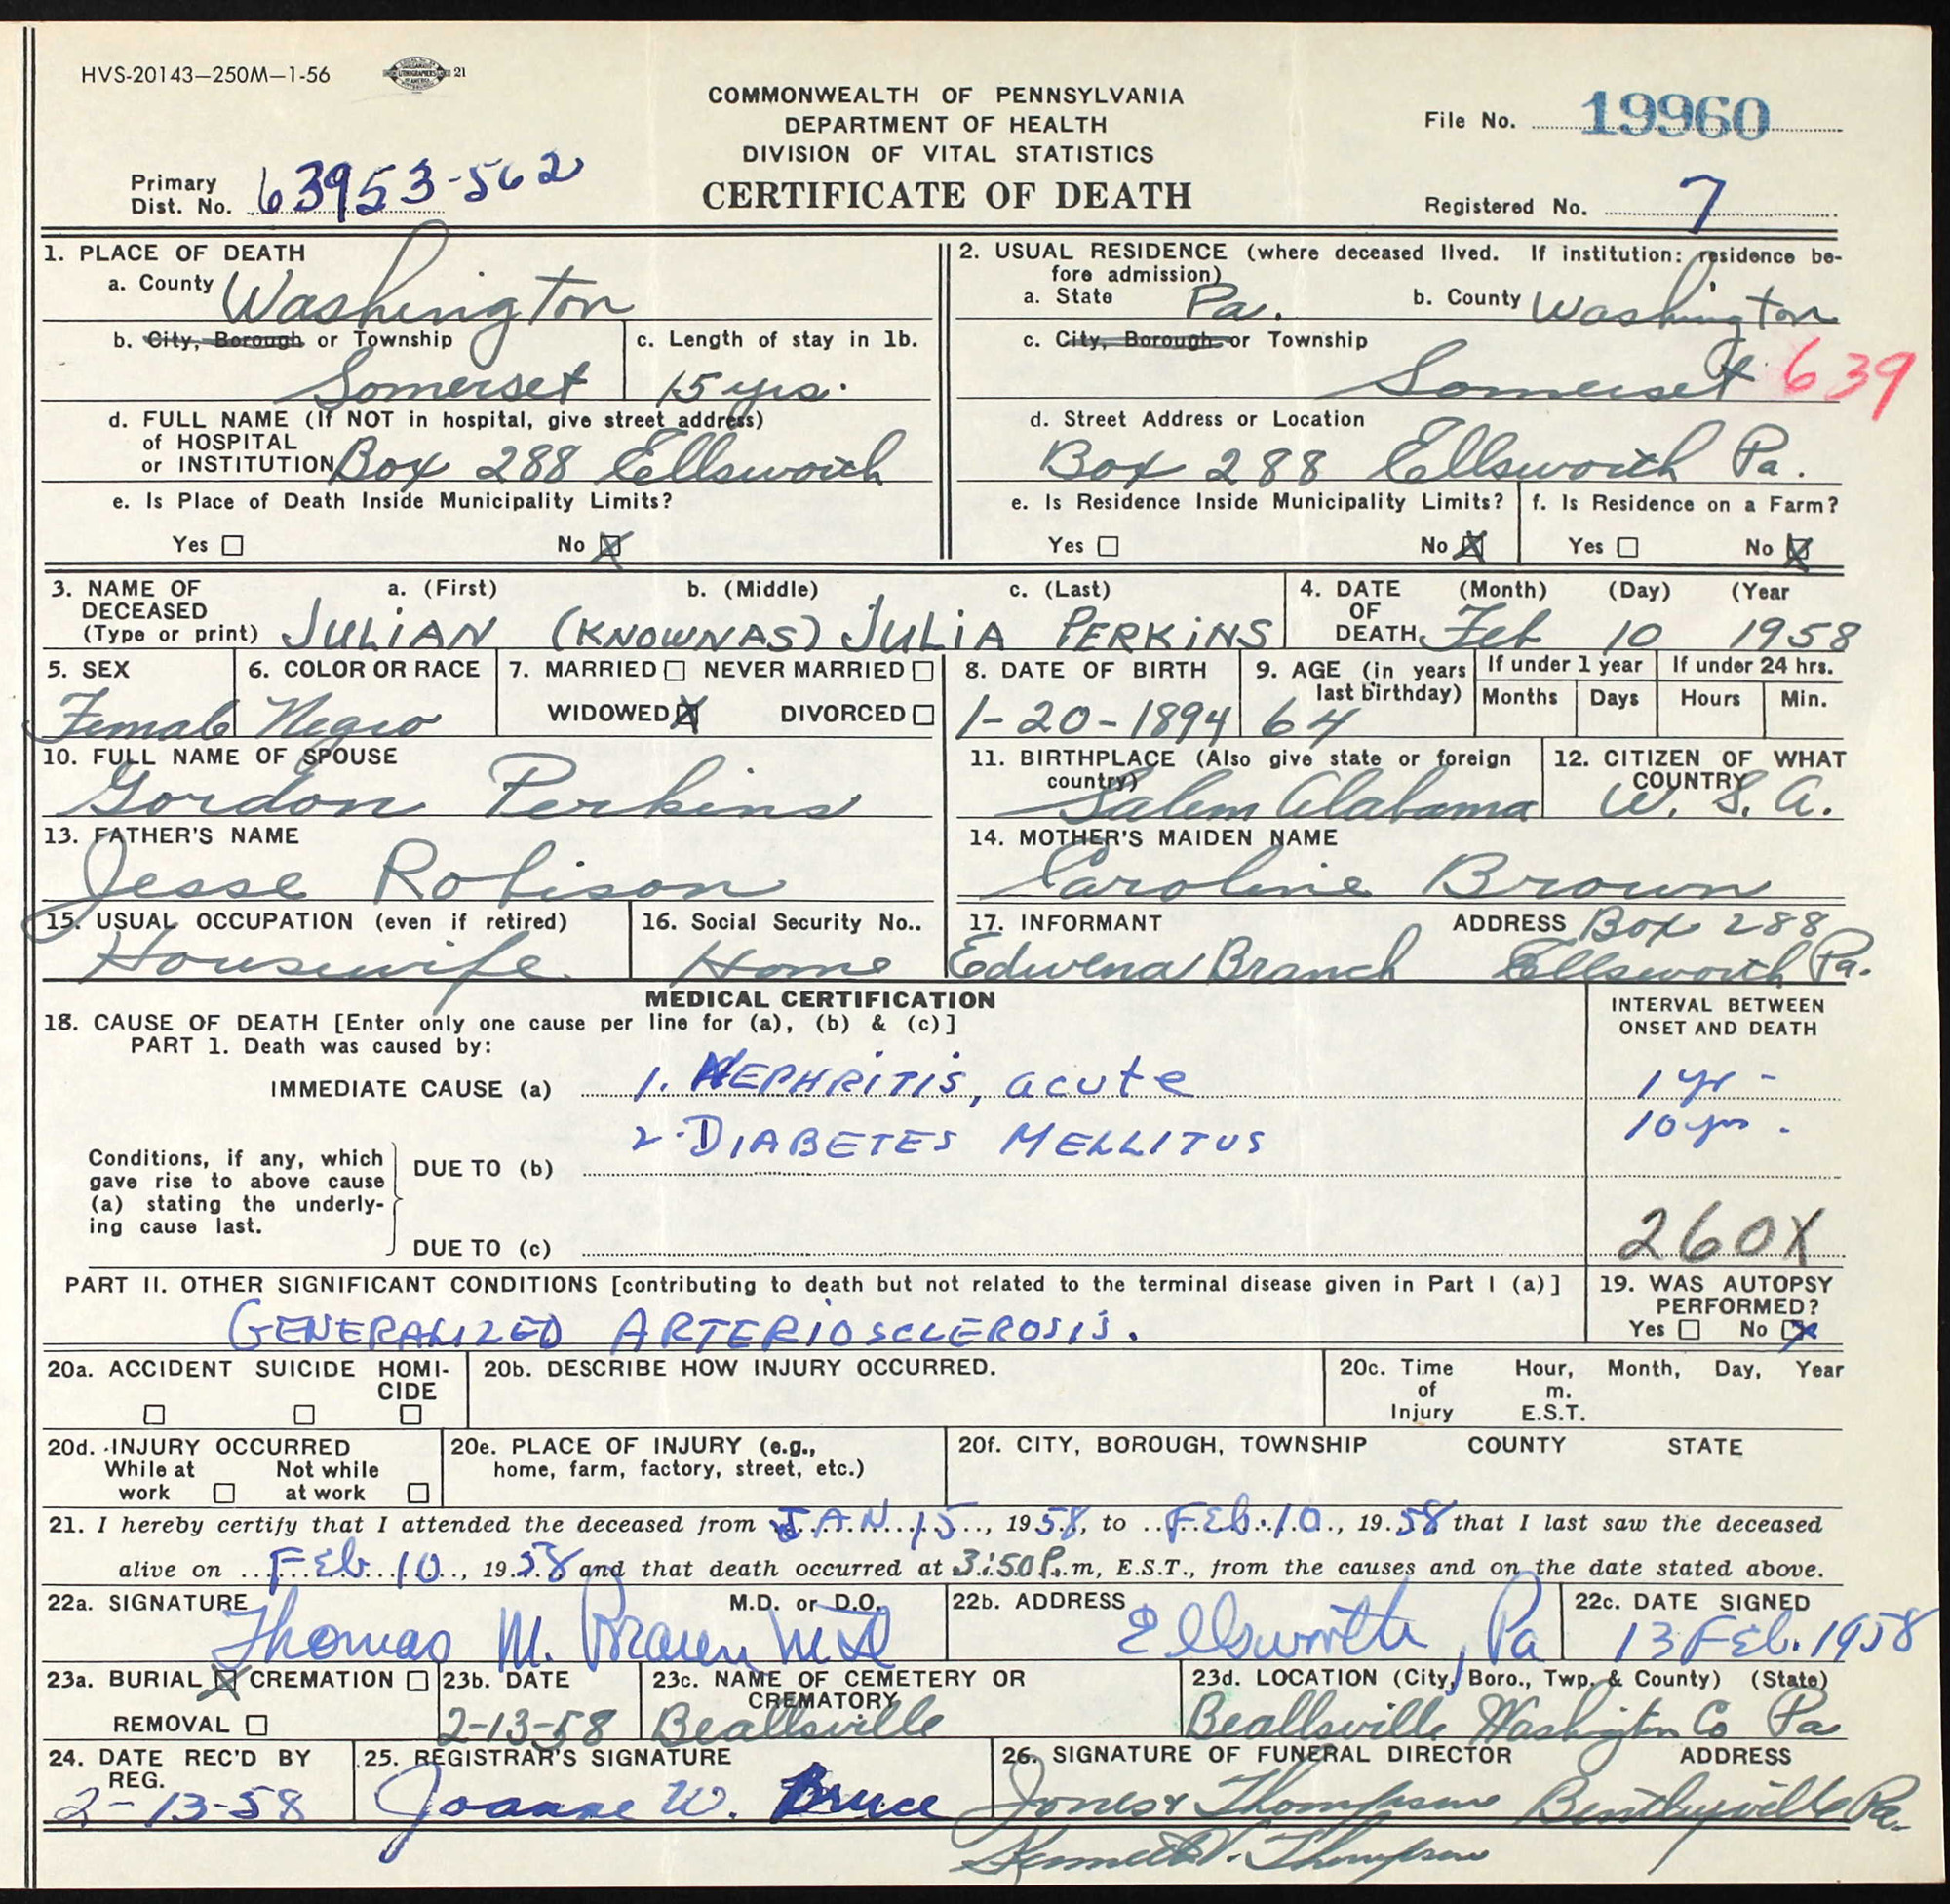 HVS-20143—250M—1-56 21
COMMONWEALTH OF PENNSYLVANIA
DEPARTMENT OF HEALTH
DIVISION OF VITAL STATISTICS
CERTIFICATE OF DEATH
File No. 19960
Primary
Dist. No. 63953-562
Registered No. 7
1. PLACE OF DEATH
a. County Washington
b. City, Borough or Township
Somerset
c. Length of stay in 1b.
15 yrs.
d. FULL NAME (If NOT in hospital, give street address)
of HOSPITAL
or INSTITUTION Box 288 Ellsworth
e. Is Place of Death Inside Municipality Limits?
Yes No X
2. USUAL RESIDENCE (where deceased lived. If institution: residence be-
fore admission)
a. State Pa. b. County Washington
c. City, Borough or Township
Somerset 639
d. Street Address or Location
Box 288 Ellsworth Pa.
e. Is Residence Inside Municipality Limits?
Yes No X
f. Is Residence on a Farm?
Yes No X
3. NAME OF a. (First) b. (Middle) c. (Last)
DECEASED
(Type or print) JULIAN (KNOWNAS) JULIA PERKINS
4. DATE (Month) (Day) (Year
OF
DEATH Feb 10 1958
5. SEX
Female
6. COLOR OR RACE
Negro
7. MARRIED NEVER MARRIED
WIDOWED X DIVORCED
8. DATE OF BIRTH
1-20-1894
9. AGE (in years
last birthday)
64
If under 1 year
Months Days
If under 24 hrs.
Hours Min.
10. FULL NAME OF SPOUSE
Gordon Perkins
11. BIRTHPLACE (Also give state or foreign
country)
Salem Alabama
12. CITIZEN OF WHAT
COUNTRY
U. S. A.
13. FATHER'S NAME
Jesse Robison
14. MOTHER'S MAIDEN NAME
Caroline Brown
15. USUAL OCCUPATION (even if retired)
Housewife
16. Social Security No..
Home
17. INFORMANT ADDRESS Box 288
Edwena Branch Ellsworth Pa.
MEDICAL CERTIFICATION
18. CAUSE OF DEATH [Enter only one cause per line for (a), (b) & (c)]
PART 1. Death was caused by:
INTERVAL BETWEEN
ONSET AND DEATH
IMMEDIATE CAUSE (a) 1. NEPHRITIS, acute 1 yr -
2. DIABETES MELLITUS 10 yrs .
Conditions, if any, which
gave rise to above cause
(a) stating the underly-
ing cause last.
DUE TO (b)
DUE TO (c)
260X
PART II. OTHER SIGNIFICANT CONDITIONS [contributing to death but not related to the terminal disease given in Part I (a)]
GENERALIZED ARTERIOSCLEROSIS.
19. WAS AUTOPSY
PERFORMED?
Yes No X
20a. ACCIDENT SUICIDE HOMI-
CIDE
20b. DESCRIBE HOW INJURY OCCURRED.
20c. Time Hour, Month, Day, Year
of m.
Injury E.S.T.
20d. INJURY OCCURRED
While at Not while
work at work
20e. PLACE OF INJURY (e.g.,
home, farm, factory, street, etc.)
20f. CITY, BOROUGH, TOWNSHIP COUNTY STATE
21. I hereby certify that I attended the deceased from JAN 15, 1958, to Feb. 10, 1958 that I last saw the deceased
alive on Feb 10, 1958 and that death occurred at 3:50 P.m, E.S.T., from the causes and on the date stated above.
22a. SIGNATURE M.D. or D.O.
Thomas M. Brown MD
22b. ADDRESS
Ellsworth, Pa
22c. DATE SIGNED
13 Feb. 1958
23a. BURIAL X CREMATION
REMOVAL
23b. DATE
2-13-58
23c. NAME OF CEMETERY OR
CREMATORY
Beallsville
23d. LOCATION (City, Boro., Twp. & County) (State)
Beallsville Washington Co Pa
24. DATE REC'D BY
REG.
2-13-58
25. REGISTRAR'S SIGNATURE
Joanne W. Bruce
26. SIGNATURE OF FUNERAL DIRECTOR ADDRESS
Jones & Thompson Bentleyville Pa.
Kenneth V. Thompson